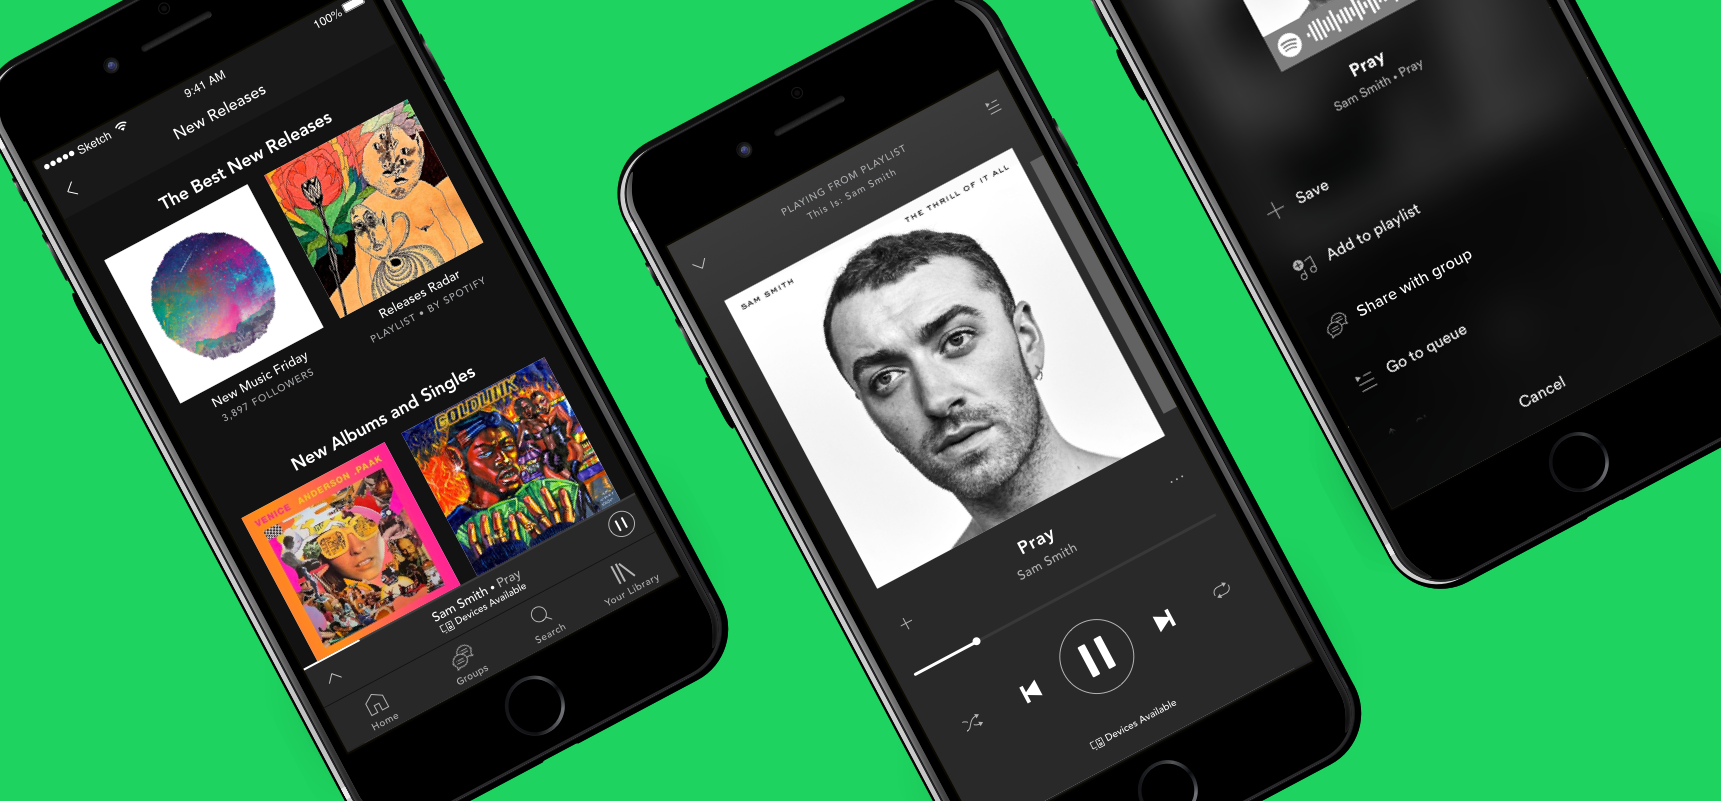 100%
9:41 AM
Sketch
New Releases
The Best New Releases
New Music Friday
3,897 FOLLOWERS
Releases Radar
PLAYLIST • BY SPOTIFY
New Albums and Singles
VENICE ANDERSON .PAAK
GOLDLINK
Sam Smith • Pray
Devices Available
Home
Groups
Search
Your Library
PLAYING FROM PLAYLIST
This Is: Sam Smith
SAM SMITH
THE THRILL OF IT ALL
Pray
Sam Smith
Devices Available
Pray
Sam Smith • Pray
Save
Add to playlist
Share with group
Go to queue
Cancel